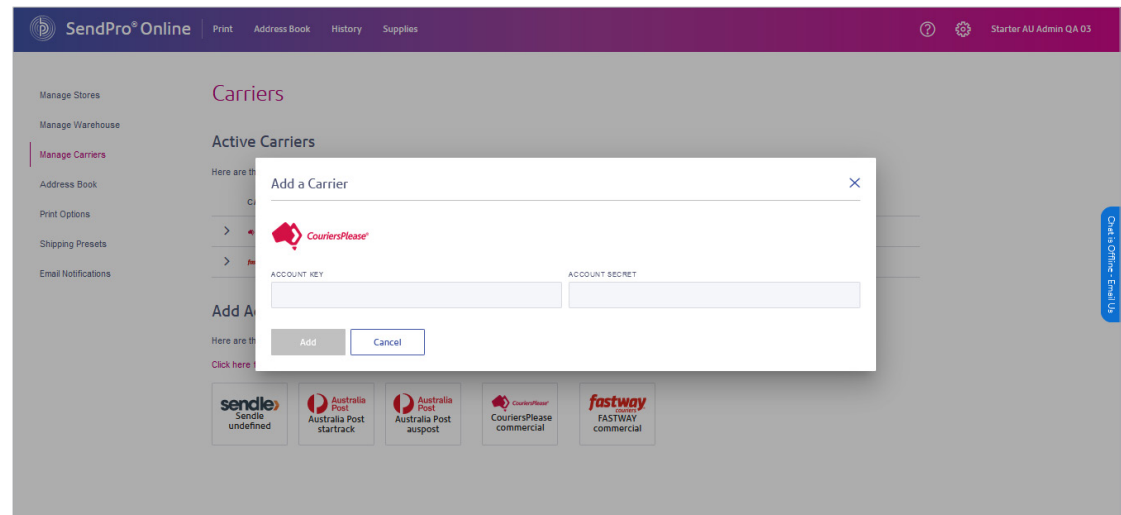 SendPro® Online
Print
Address Book
History
Supplies
Starter AU Admin QA 03
Manage Stores
Manage Warehouse
Manage Carriers
Address Book
Print Options
Shipping Presets
Email Notifications
Carriers
Active Carriers
Here are th
Ca
Add a Carrier
CouriersPlease®
ACCOUNT KEY
ACCOUNT SECRET
Add
Cancel
Add A
Here are th
Click here
sendle
Sendle
undefined
Australia
Post
Australia Post
startrack
Australia
Post
Australia Post
auspost
CouriersPlease
CouriersPlease
commercial
fastway
couriers
FASTWAY
commercial
Chat is Offline - Email Us